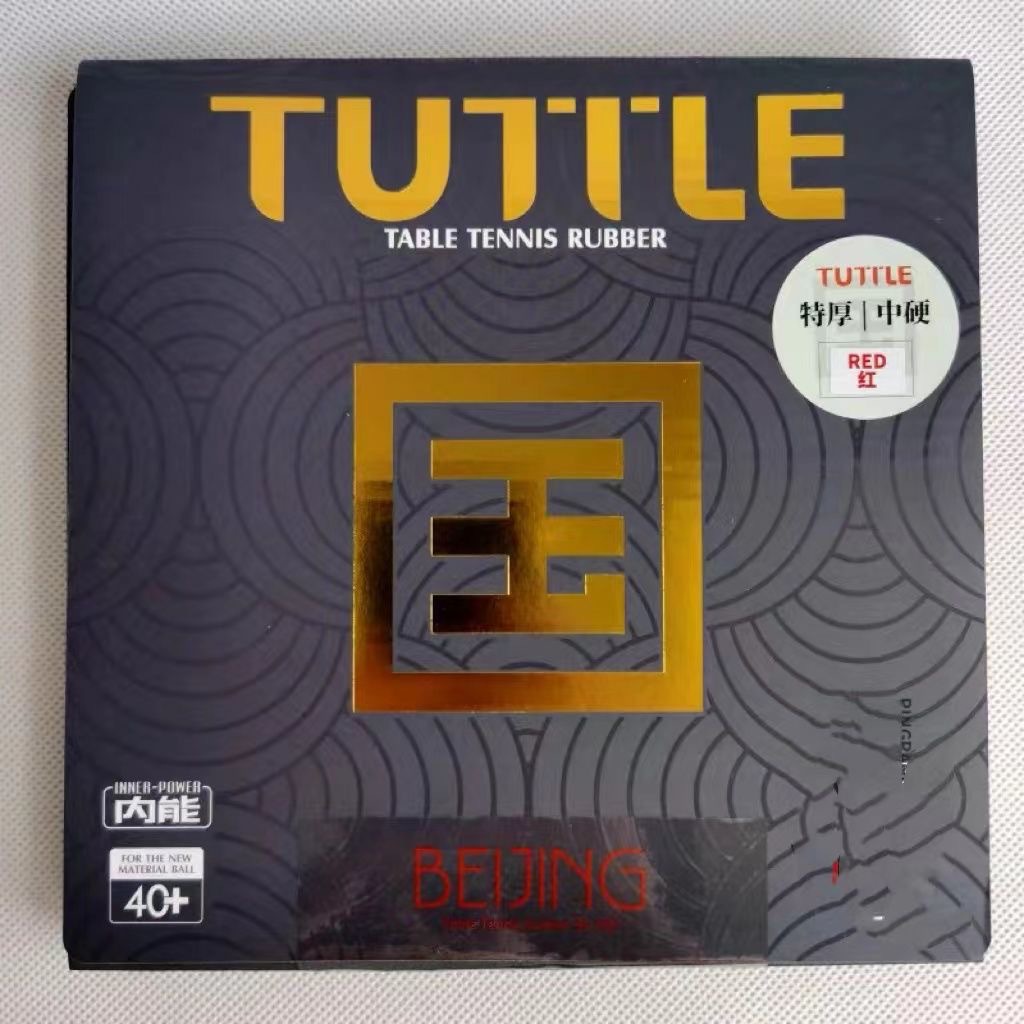 TUTTLE
TABLE TENNIS RUBBER
TUTTLE
特厚 | 中硬
RED
红
国
INNER-POWER
内能
FOR THE NEW
MATERIAL BALL
40+
BEIJING